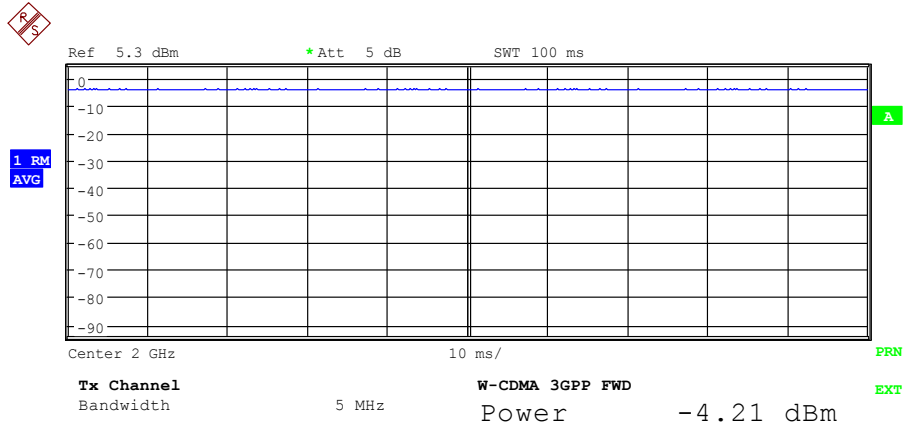 R
S
Ref 5.3 dBm *Att 5 dB SWT 100 ms
0
-10
A
-20
1 RM
-30
AVG
-40
-50
-60
-70
-80
-90
Center 2 GHz 10 ms/
PRN
Tx Channel W-CDMA 3GPP FWD
EXT
Bandwidth 5 MHz Power -4.21 dBm